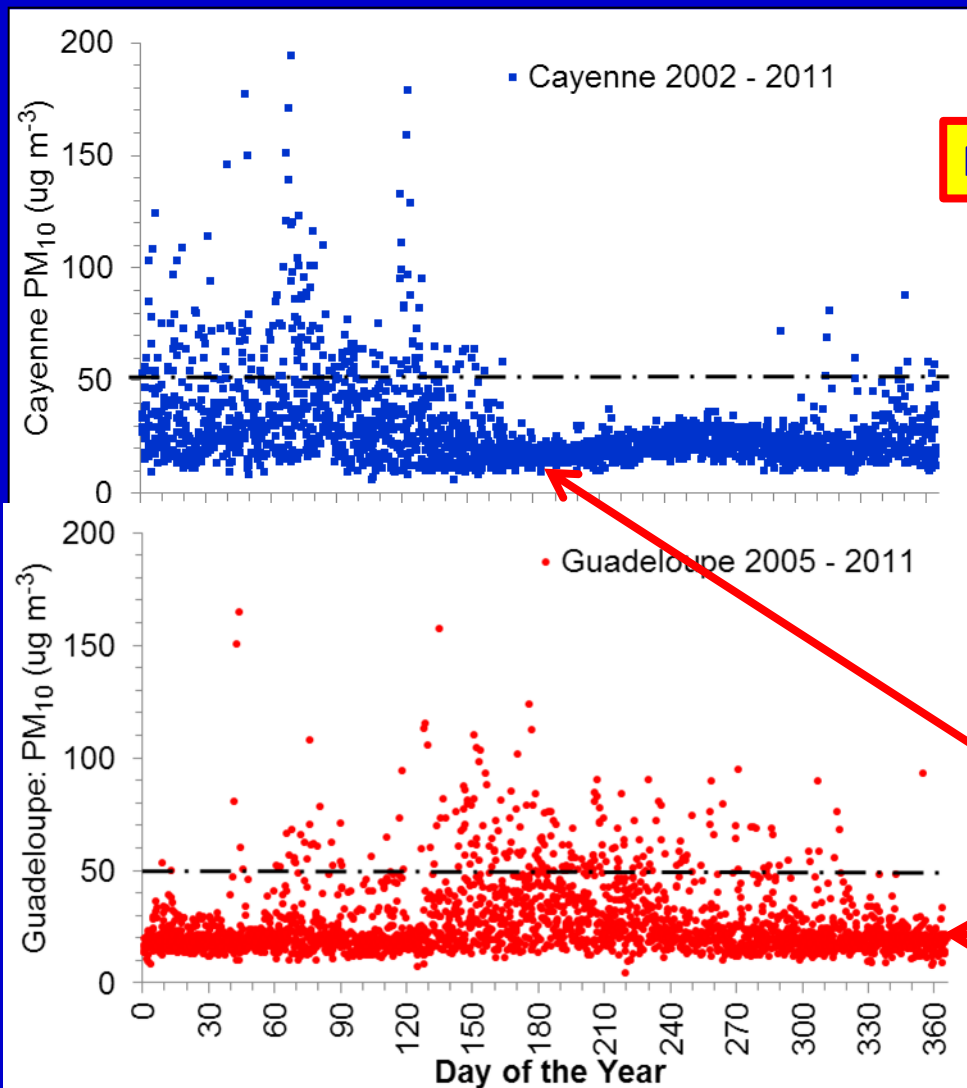 200
150
100
50
0
Cayenne PM10 (ug m-3)
Cayenne 2002 - 2011
200
150
100
50
0
Guadeloupe: PM10 (ug m-3)
Guadeloupe 2005 - 2011
0 30 60 90 120 150 180 210 240 270 300 330 360
Day of the Year